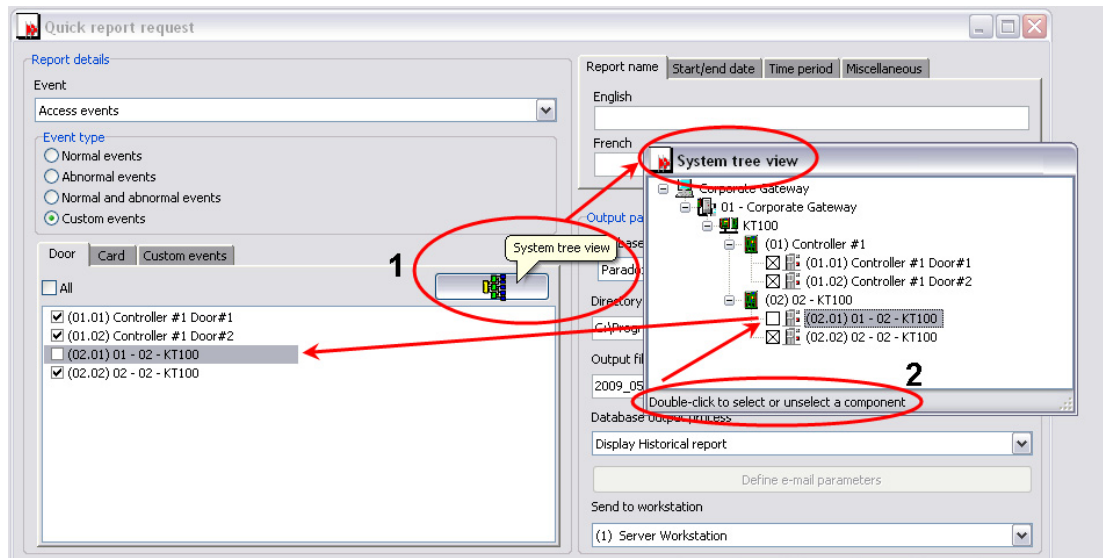 Quick report request
Report details
Event
Access events
Event type
Normal events
Abnormal events
Normal and abnormal events
Custom events
Door Card Custom events
1
System tree view
All
(01.01) Controller #1 Door#1
(01.02) Controller #1 Door#2
(02.01) 01 - 02 - KT100
(02.02) 02 - 02 - KT100
Report name Start/end date Time period Miscellaneous
English
French
Output pa
base
Parado
Directory
C:\Progr
Output fil
2009_05
Database output process
Display Historical report
Define e-mail parameters
Send to workstation
(1) Server Workstation
System tree view
Corporate Gateway
01 - Corporate Gateway
KT100
(01) Controller #1
(01.01) Controller #1 Door#1
(01.02) Controller #1 Door#2
(02) 02 - KT100
(02.01) 01 - 02 - KT100
(02.02) 02 - 02 - KT100
2
Double-click to select or unselect a component